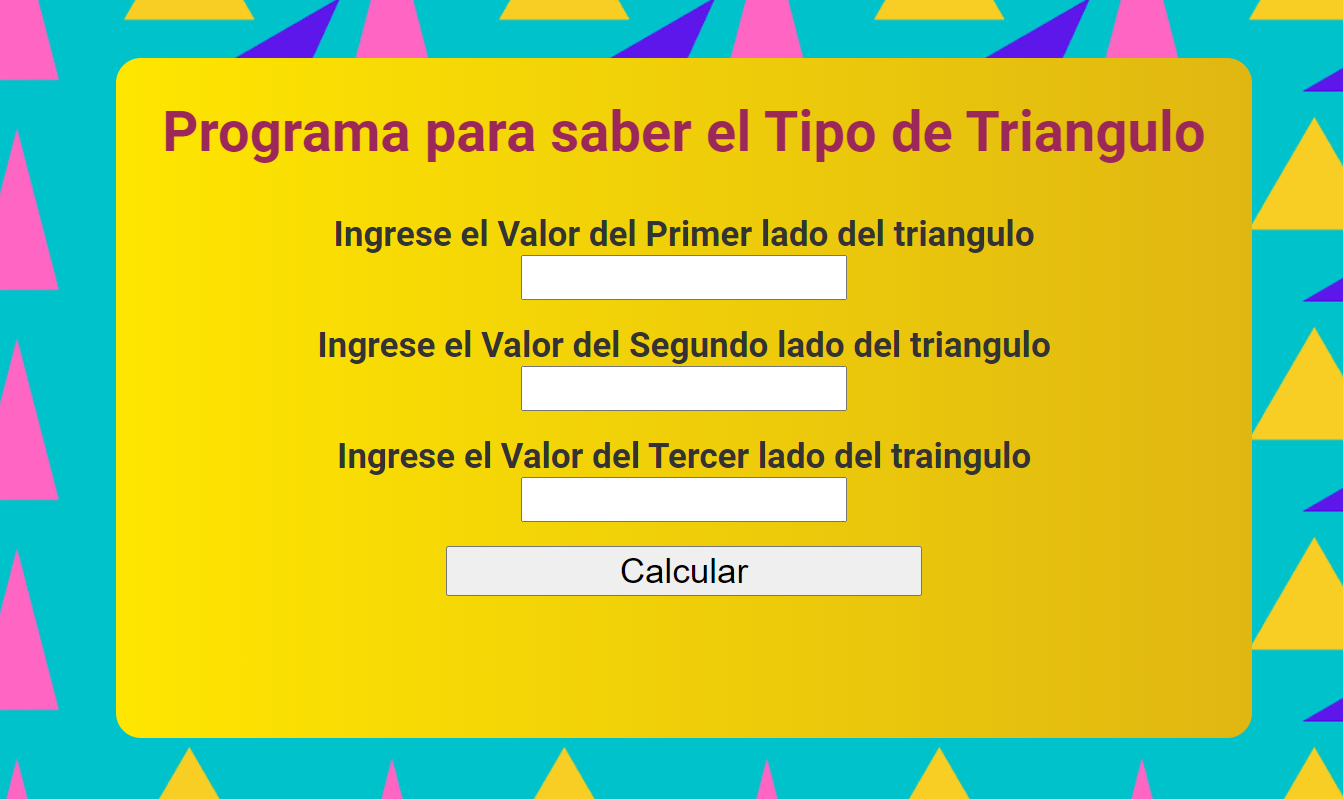 Programa para saber el Tipo de Triangulo
Ingrese el Valor del Primer lado del triangulo
Ingrese el Valor del Segundo lado del triangulo
Ingrese el Valor del Tercer lado del traingulo
Calcular